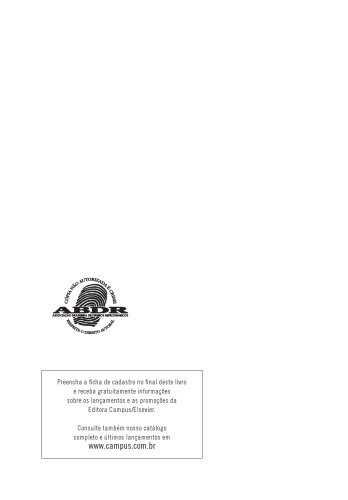 CÓPIA NÃO AUTORIZADA É CRIME
ABDR
ASSOCIAÇÃO BRASILEIRA DE DIREITOS REPROGRÁFICOS
RESPEITE O DIREITO AUTORAL
Preencha a ficha de cadastro no final deste livro
e receba gratuitamente informações
sobre os lançamentos e as promoções da
Editora Campus/Elsevier.
Consulte também nosso catálogo
completo e últimos lançamentos em
www.campus.com.br